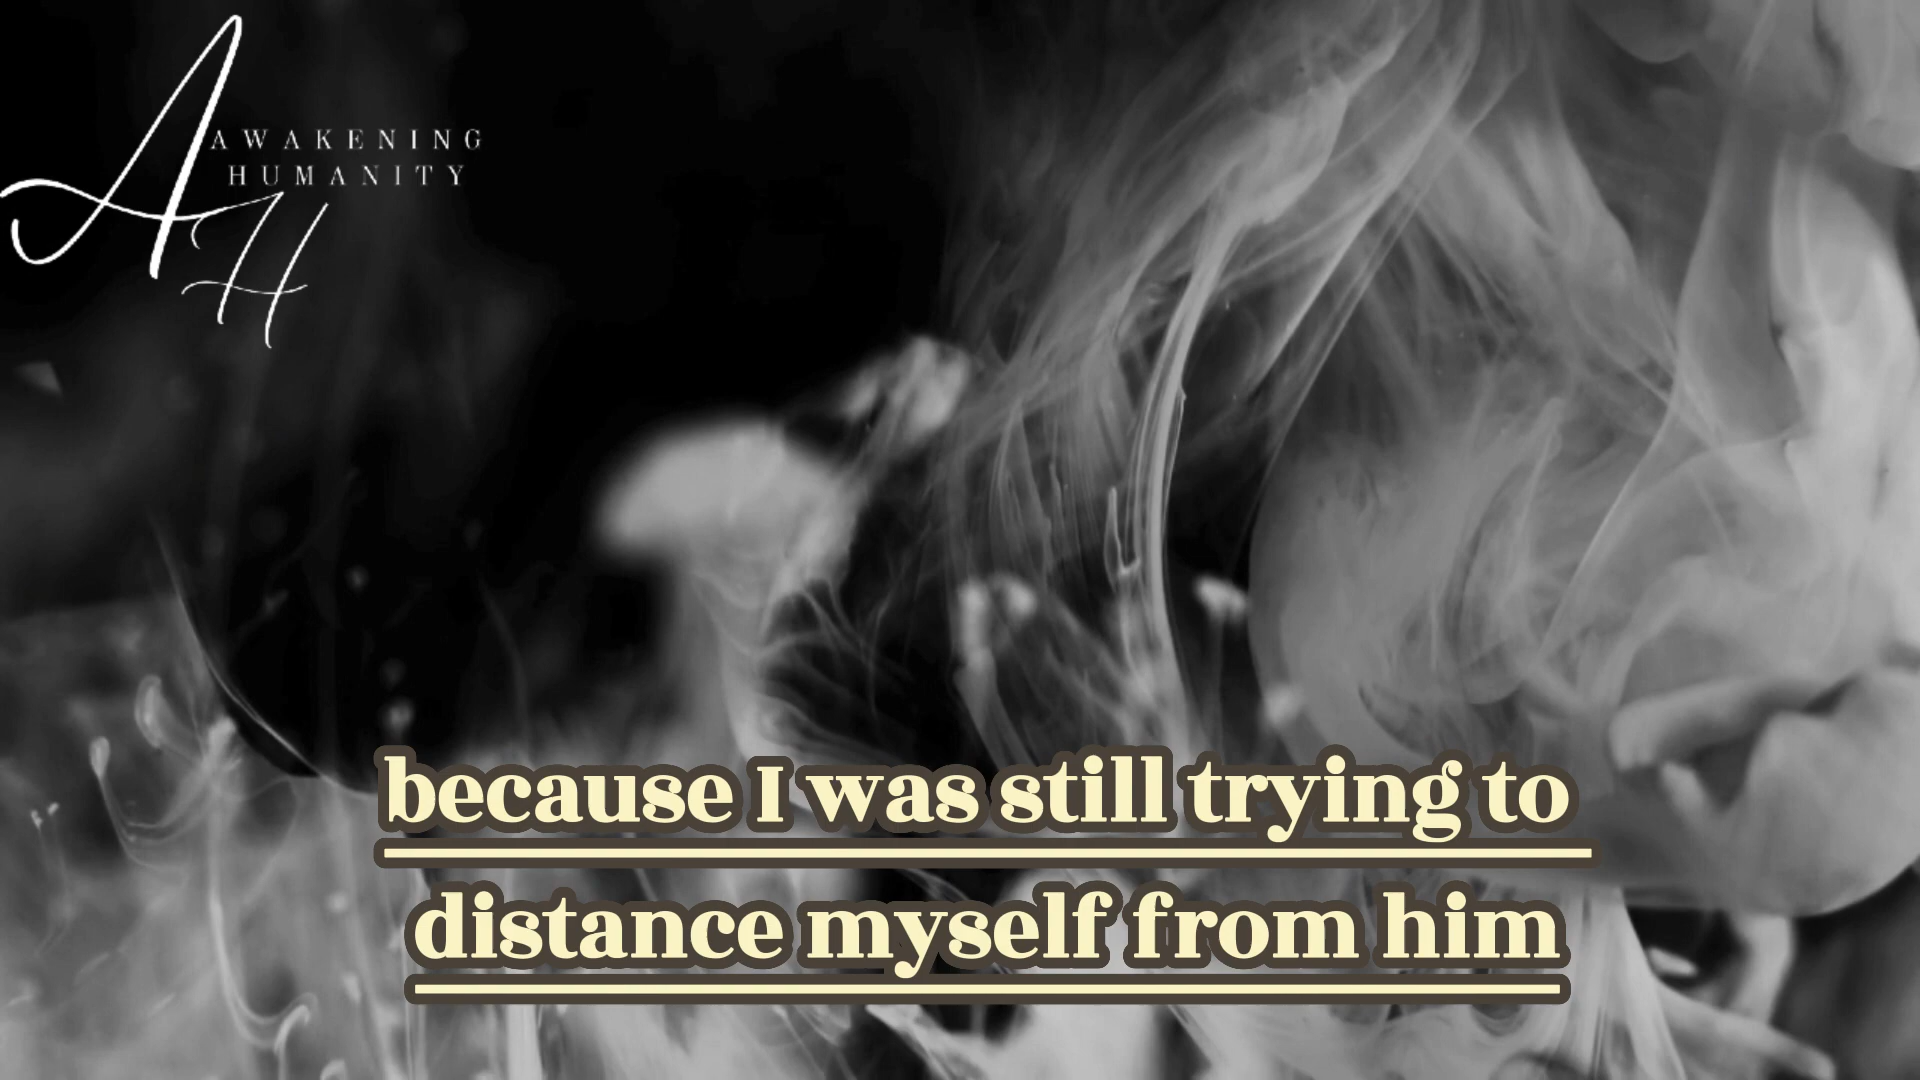 AWAKENING
HUMANITY
AH
because I was still trying to
distance myself from him